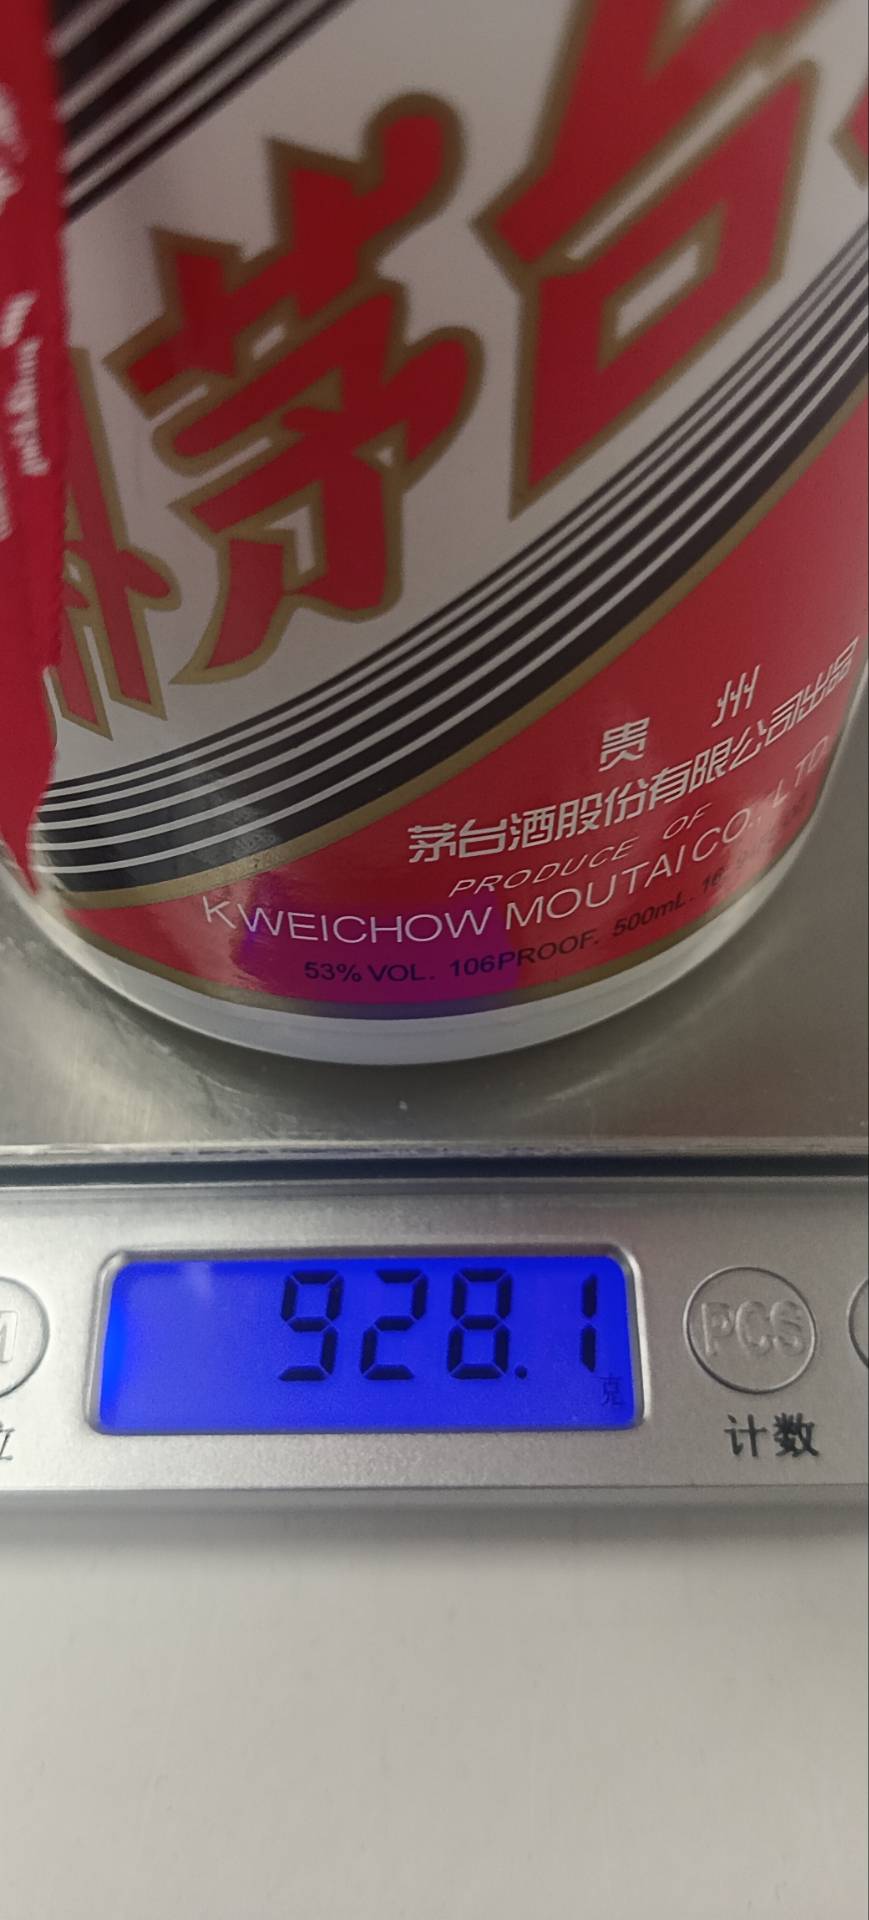 茅台
贵 州
茅台酒股份有限公司出品
PRODUCE OF
KWEICHOW MOUTAI CO., LTD
53% VOL. 106PROOF. 500mL. 16
928.1
克
PCS
计数